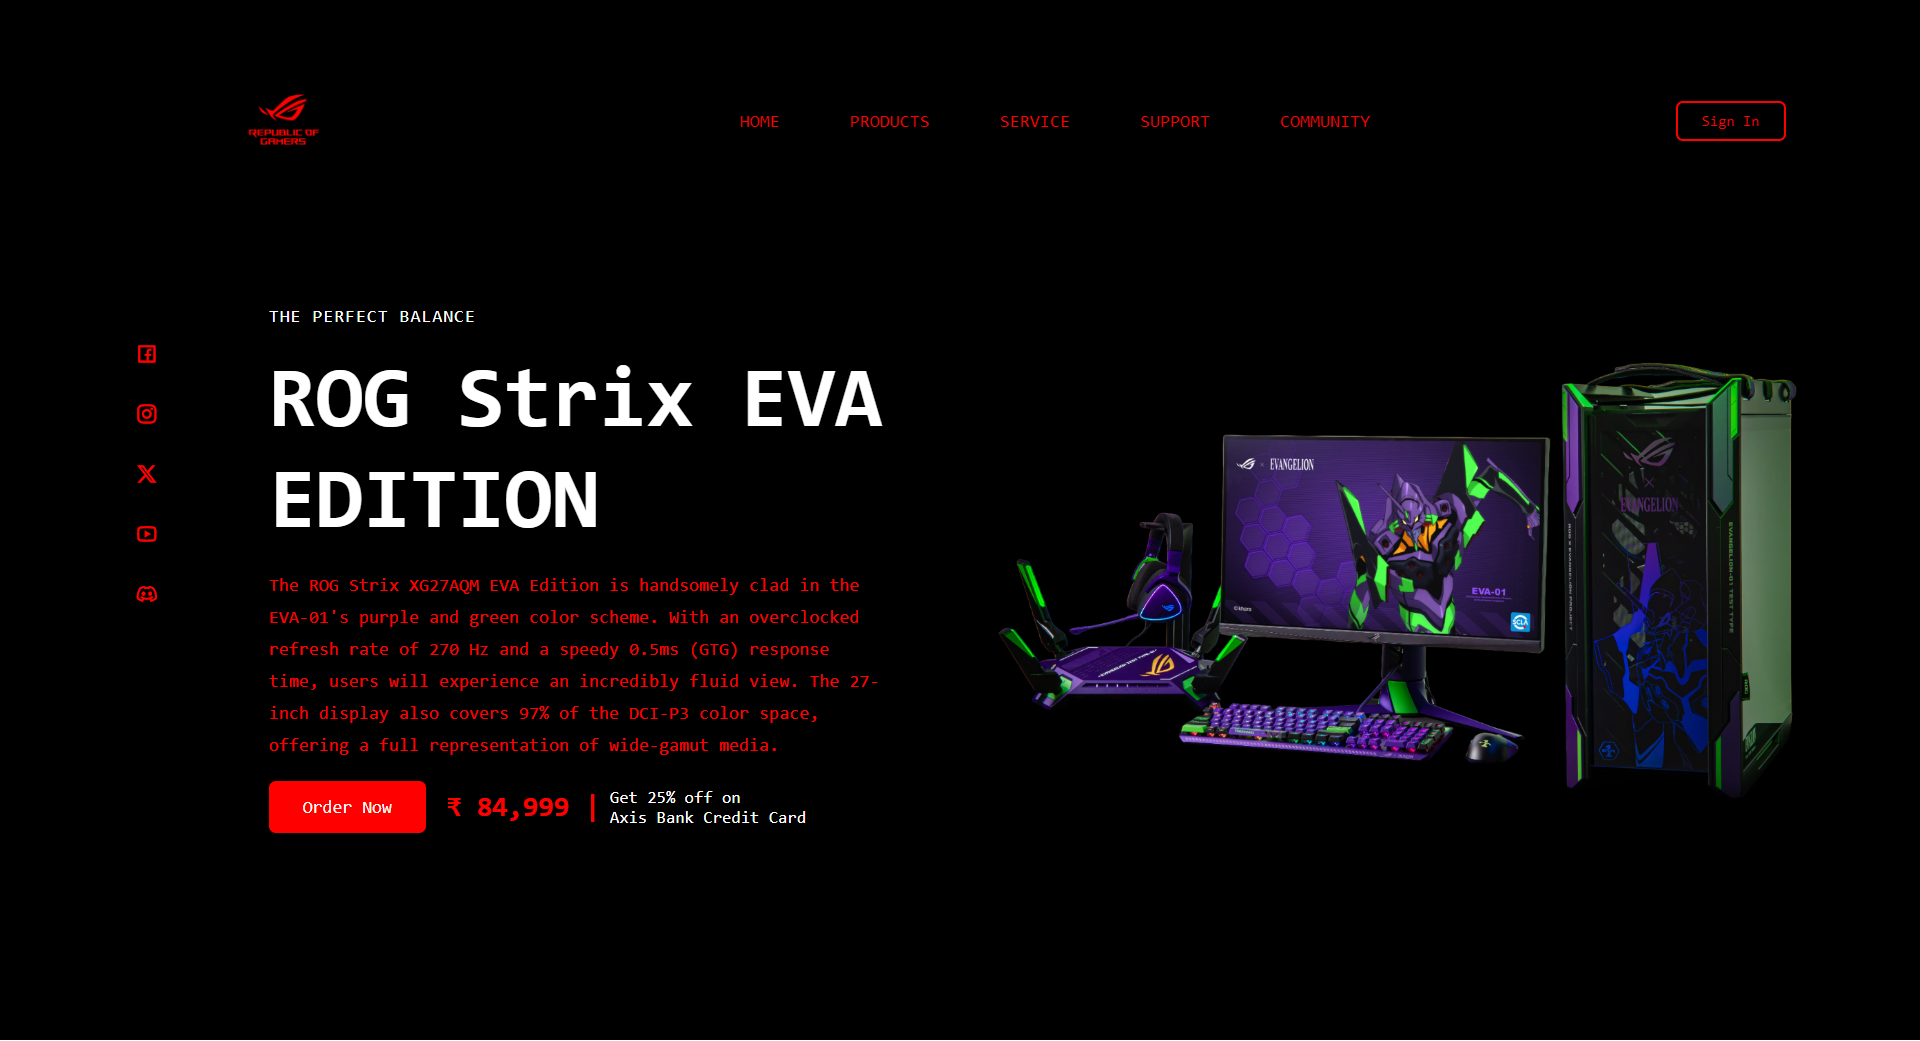 REPUBLIC OF
GAMERS
HOME PRODUCTS SERVICE SUPPORT COMMUNITY
Sign In
THE PERFECT BALANCE
ROG Strix EVA
EDITION
The ROG Strix XG27AQM EVA Edition is handsomely clad in the
EVA-01's purple and green color scheme. With an overclocked
refresh rate of 270 Hz and a speedy 0.5ms (GTG) response
time, users will experience an incredibly fluid view. The 27-
inch display also covers 97% of the DCI-P3 color space,
offering a full representation of wide-gamut media.
Order Now
₹ 84,999
Get 25% off on
Axis Bank Credit Card
× EVANGELION
EVA-01
©khara
SCLA
×
EVANGELION